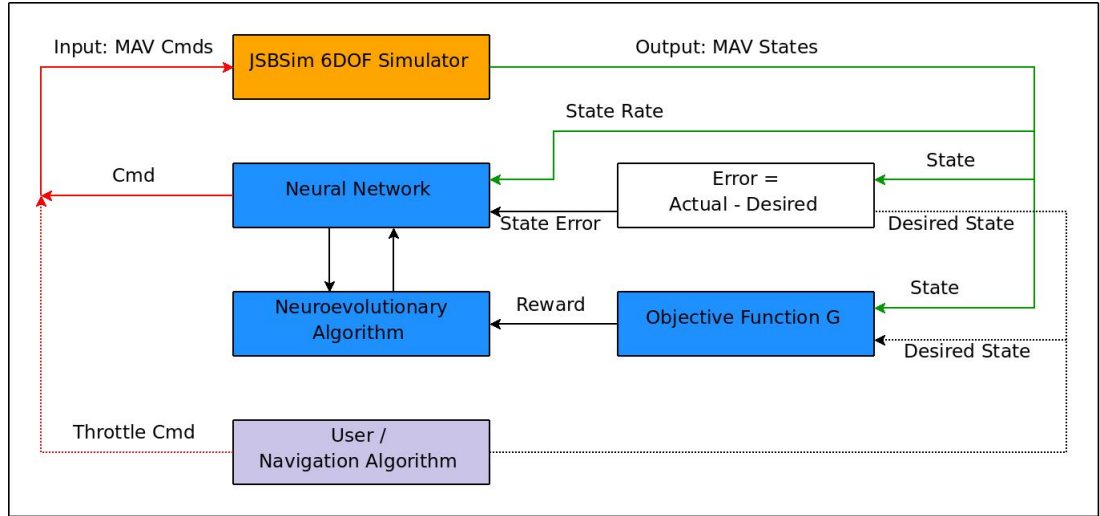 Input: MAV Cmds
JSBSim 6DOF Simulator
Output: MAV States
State Rate
Cmd
Neural Network
Error =
Actual - Desired
State
State Error
Desired State
Neuroevolutionary
Algorithm
Reward
Objective Function G
State
Desired State
Throttle Cmd
User /
Navigation Algorithm